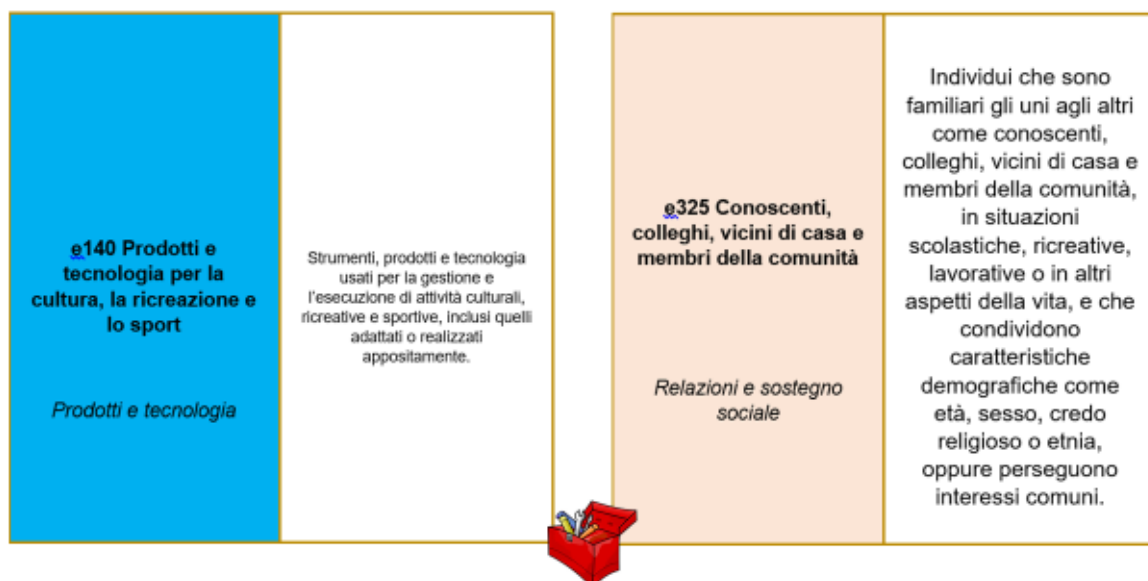 e140 Prodotti e
tecnologia per la
cultura, la ricreazione e
lo sport
Prodotti e tecnologia
Strumenti, prodotti e tecnologia
usati per la gestione e
l'esecuzione di attività culturali,
ricreative e sportive, inclusi quelli
adattati o realizzati
appositamente.
e325 Conoscenti,
colleghi, vicini di casa e
membri della comunità
Relazioni e sostegno
sociale
Individui che sono
familiari gli uni agli altri
come conoscenti,
colleghi, vicini di casa e
membri della comunità,
in situazioni
scolastiche, ricreative,
lavorative o in altri
aspetti della vita, e che
condividono
caratteristiche
demografiche come
età, sesso, credo
religioso o etnia,
oppure perseguono
interessi comuni.